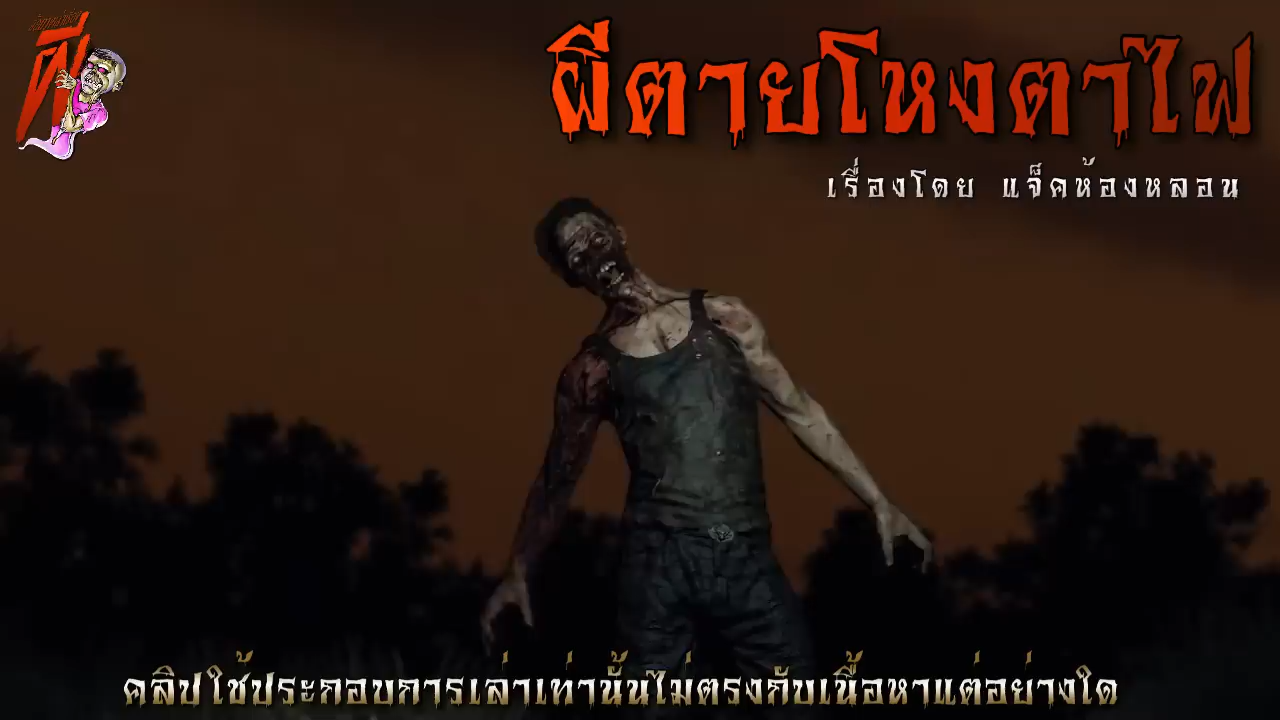 ผี
ผีตายโหงตาไฟ
เรื่องโดย แจ็คห้องหลอน
คลิปใช้ประกอบการเล่าเท่านั้นไม่ตรงกับเนื้อหาแต่อย่างใด